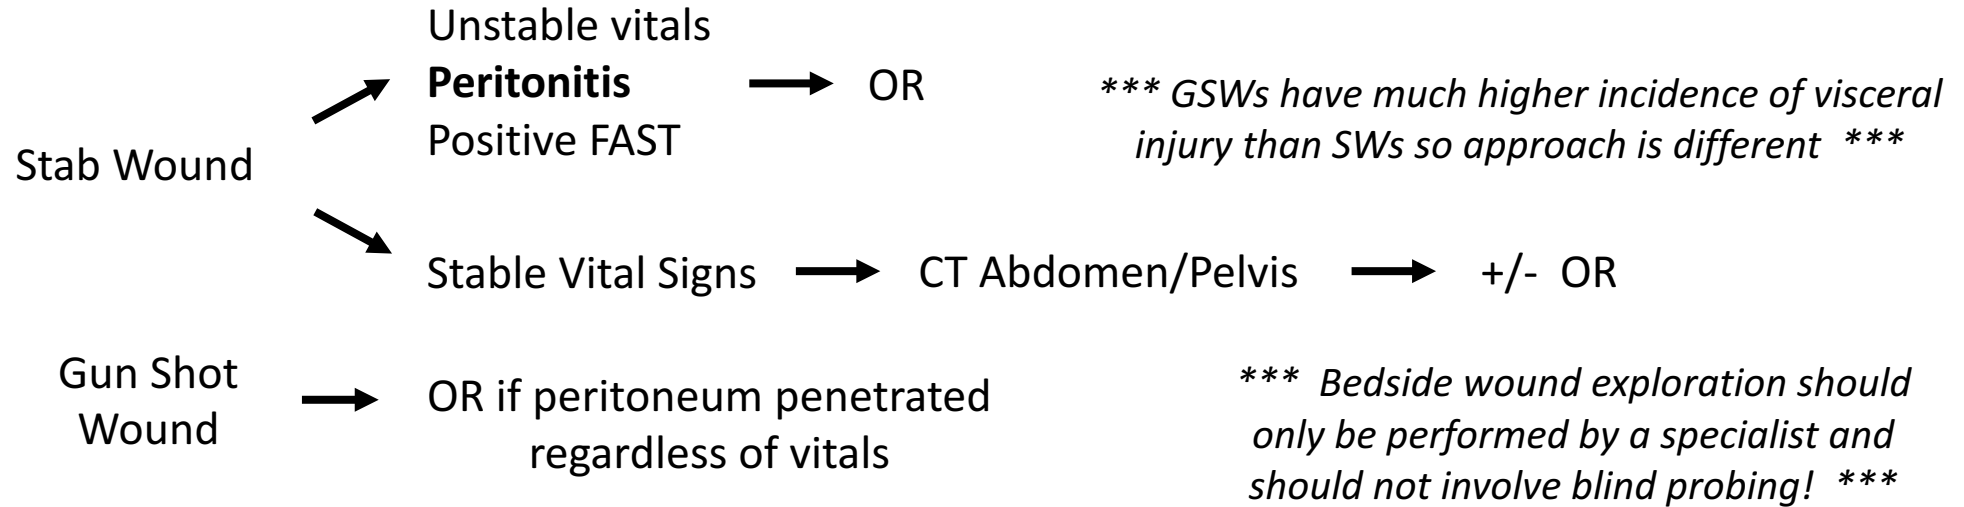 Unstable vitals
Peritonitis
Positive FAST
OR
*** GSWs have much higher incidence of visceral
injury than SWs so approach is different ***
Stab Wound
Stable Vital Signs
CT Abdomen/Pelvis
+/- OR
Gun Shot
Wound
OR if peritoneum penetrated
regardless of vitals
*** Bedside wound exploration should
only be performed by a specialist and
should not involve blind probing! ***